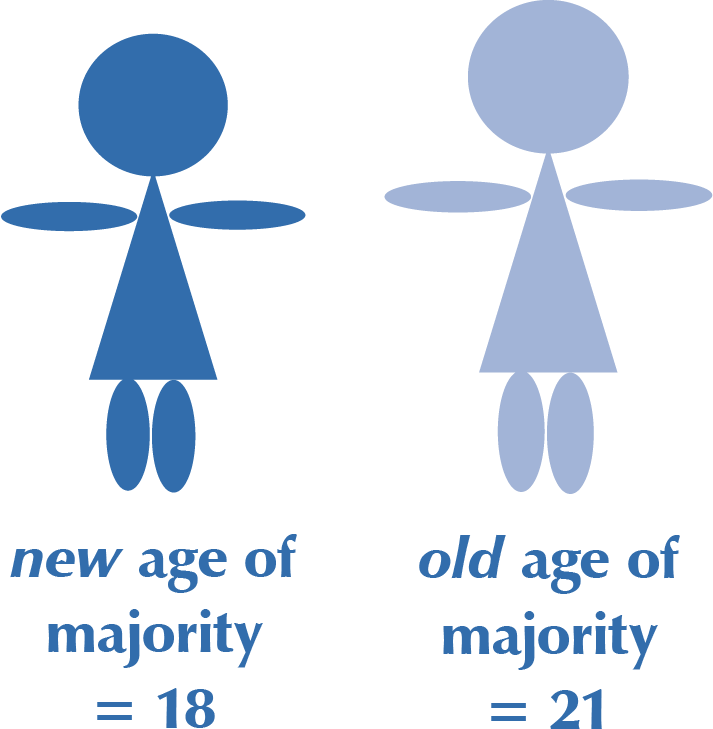 new age of
majority
= 18
old age of
majority
= 21